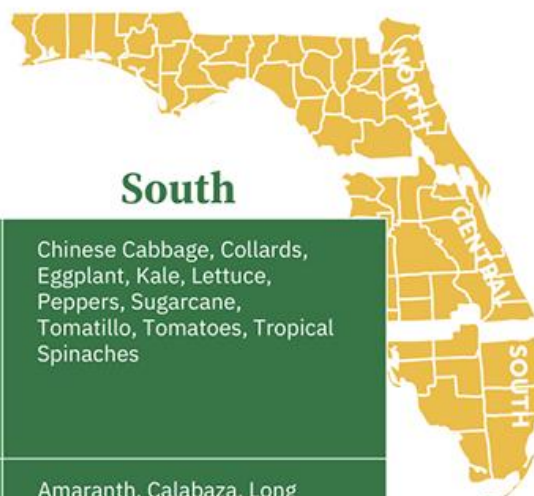 NORTH
South
CENTRAL
Chinese Cabbage, Collards,
Eggplant, Kale, Lettuce,
Peppers, Sugarcane,
Tomatillo, Tomatoes, Tropical
Spinaches
SOUTH
Amaranth, Calabaza, Long